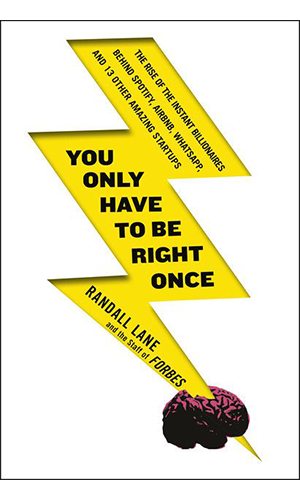 THE RISE OF THE INSTANT BILLIONAIRES
BEHIND SPOTIFY, AIRBNB, WHATSAPP,
AND 13 OTHER AMAZING STARTUPS
YOU
ONLY
HAVE
TO BE
RIGHT
ONCE
RANDALL LANE
and the Staff of FORBES